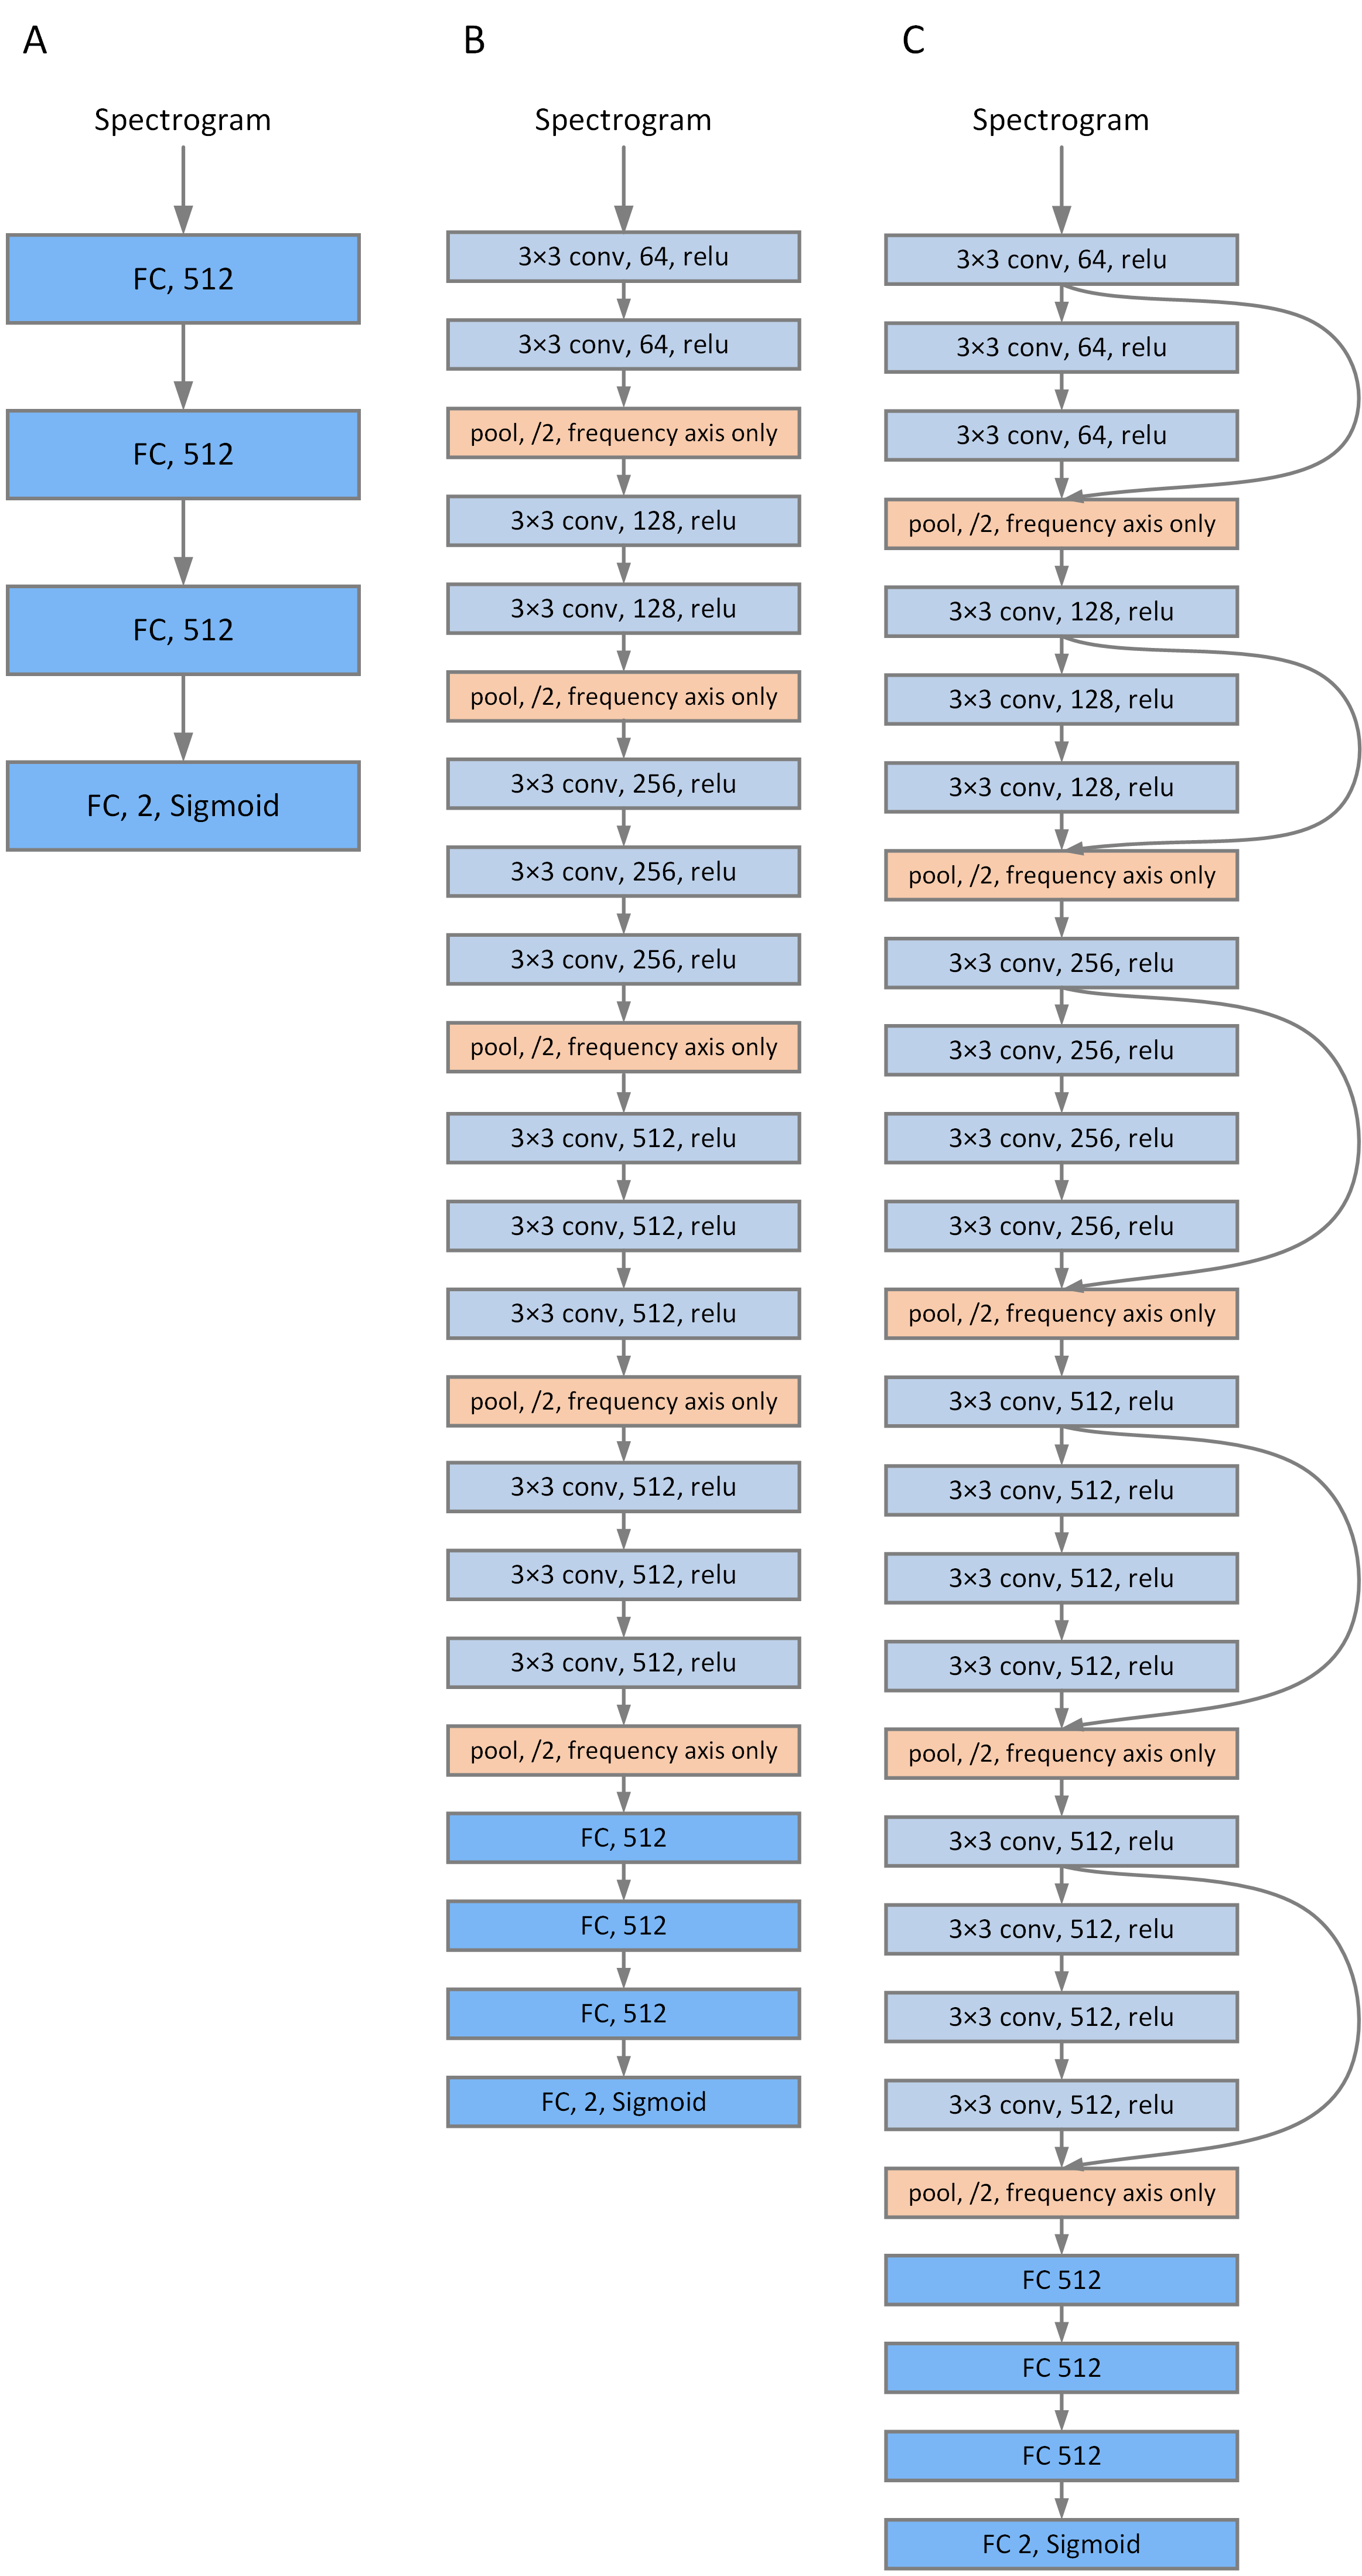 A
Spectrogram
FC, 512
FC, 512
FC, 512
FC, 2, Sigmoid
B
Spectrogram
3×3 conv, 64, relu
3×3 conv, 64, relu
pool, /2, frequency axis only
3×3 conv, 128, relu
3×3 conv, 128, relu
pool, /2, frequency axis only
3×3 conv, 256, relu
3×3 conv, 256, relu
3×3 conv, 256, relu
pool, /2, frequency axis only
3×3 conv, 512, relu
3×3 conv, 512, relu
3×3 conv, 512, relu
pool, /2, frequency axis only
3×3 conv, 512, relu
3×3 conv, 512, relu
3×3 conv, 512, relu
pool, /2, frequency axis only
FC, 512
FC, 512
FC, 512
FC, 2, Sigmoid
C
Spectrogram
3×3 conv, 64, relu
3×3 conv, 64, relu
3×3 conv, 64, relu
pool, /2, frequency axis only
3×3 conv, 128, relu
3×3 conv, 128, relu
3×3 conv, 128, relu
pool, /2, frequency axis only
3×3 conv, 256, relu
3×3 conv, 256, relu
3×3 conv, 256, relu
3×3 conv, 256, relu
pool, /2, frequency axis only
3×3 conv, 512, relu
3×3 conv, 512, relu
3×3 conv, 512, relu
3×3 conv, 512, relu
pool, /2, frequency axis only
3×3 conv, 512, relu
3×3 conv, 512, relu
3×3 conv, 512, relu
3×3 conv, 512, relu
pool, /2, frequency axis only
FC 512
FC 512
FC 512
FC 2, Sigmoid